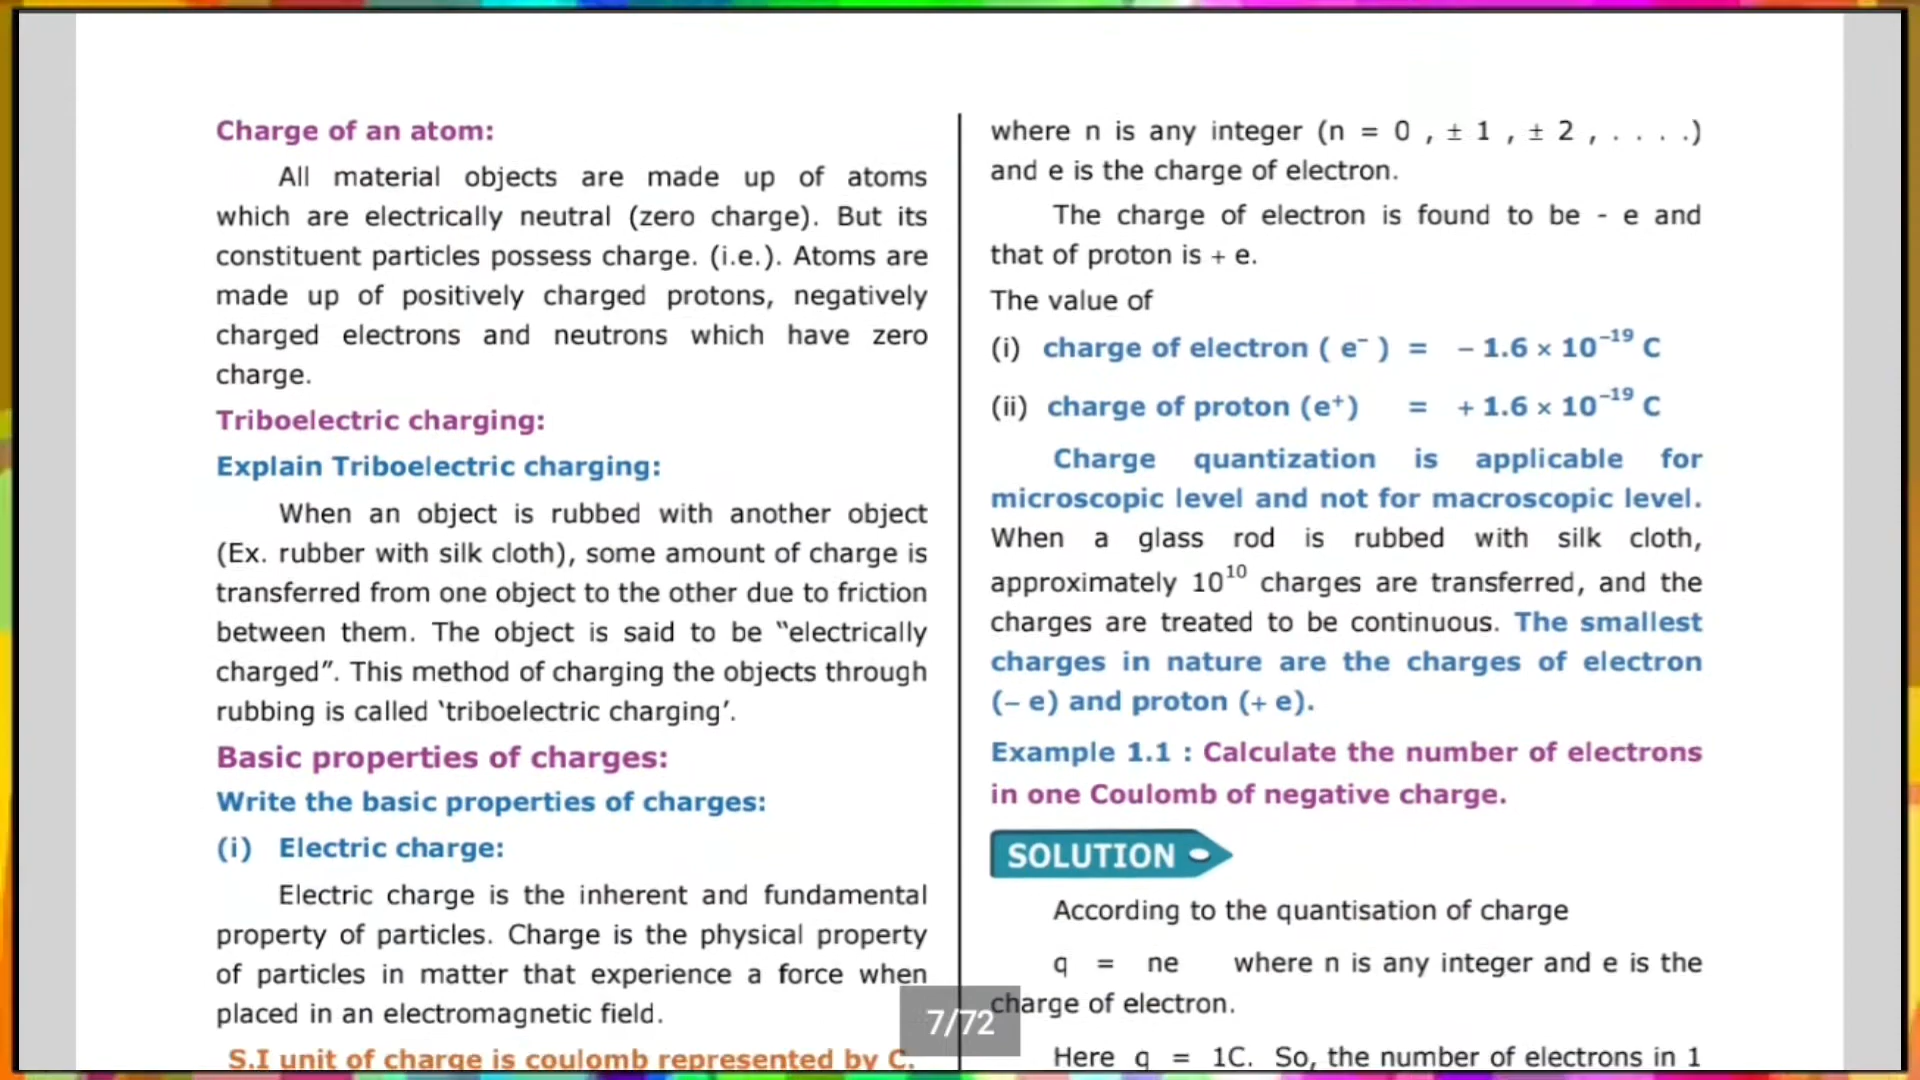 Charge of an atom:
All material objects are made up of atoms
which are electrically neutral (zero charge). But its
constituent particles possess charge. (i.e.). Atoms are
made up of positively charged protons, negatively
charged electrons and neutrons which have zero
charge.
Triboelectric charging:
Explain Triboelectric charging:
When an object is rubbed with another object
(Ex. rubber with silk cloth), some amount of charge is
transferred from one object to the other due to friction
between them. The object is said to be “electrically
charged”. This method of charging the objects through
rubbing is called ‘triboelectric charging’.
Basic properties of charges:
Write the basic properties of charges:
(i) Electric charge:
Electric charge is the inherent and fundamental
property of particles. Charge is the physical property
of particles in matter that experience a force when
placed in an electromagnetic field.
S.I unit of charge is coulomb represented by C.
where n is any integer (n = 0 , ± 1 , ± 2 , . . . .)
and e is the charge of electron.
The charge of electron is found to be - e and
that of proton is + e.
The value of
(i) charge of electron ( e⁻ ) = – 1.6 × 10⁻¹⁹ C
(ii) charge of proton (e⁺) = + 1.6 × 10⁻¹⁹ C
Charge quantization is applicable for
microscopic level and not for macroscopic level.
When a glass rod is rubbed with silk cloth,
approximately 10¹⁰ charges are transferred, and the
charges are treated to be continuous. The smallest
charges in nature are the charges of electron
(– e) and proton (+ e).
Example 1.1 : Calculate the number of electrons
in one Coulomb of negative charge.
SOLUTION
According to the quantisation of charge
q = ne where n is any integer and e is the
charge of electron.
Here q = 1C. So, the number of electrons in 1
7/72